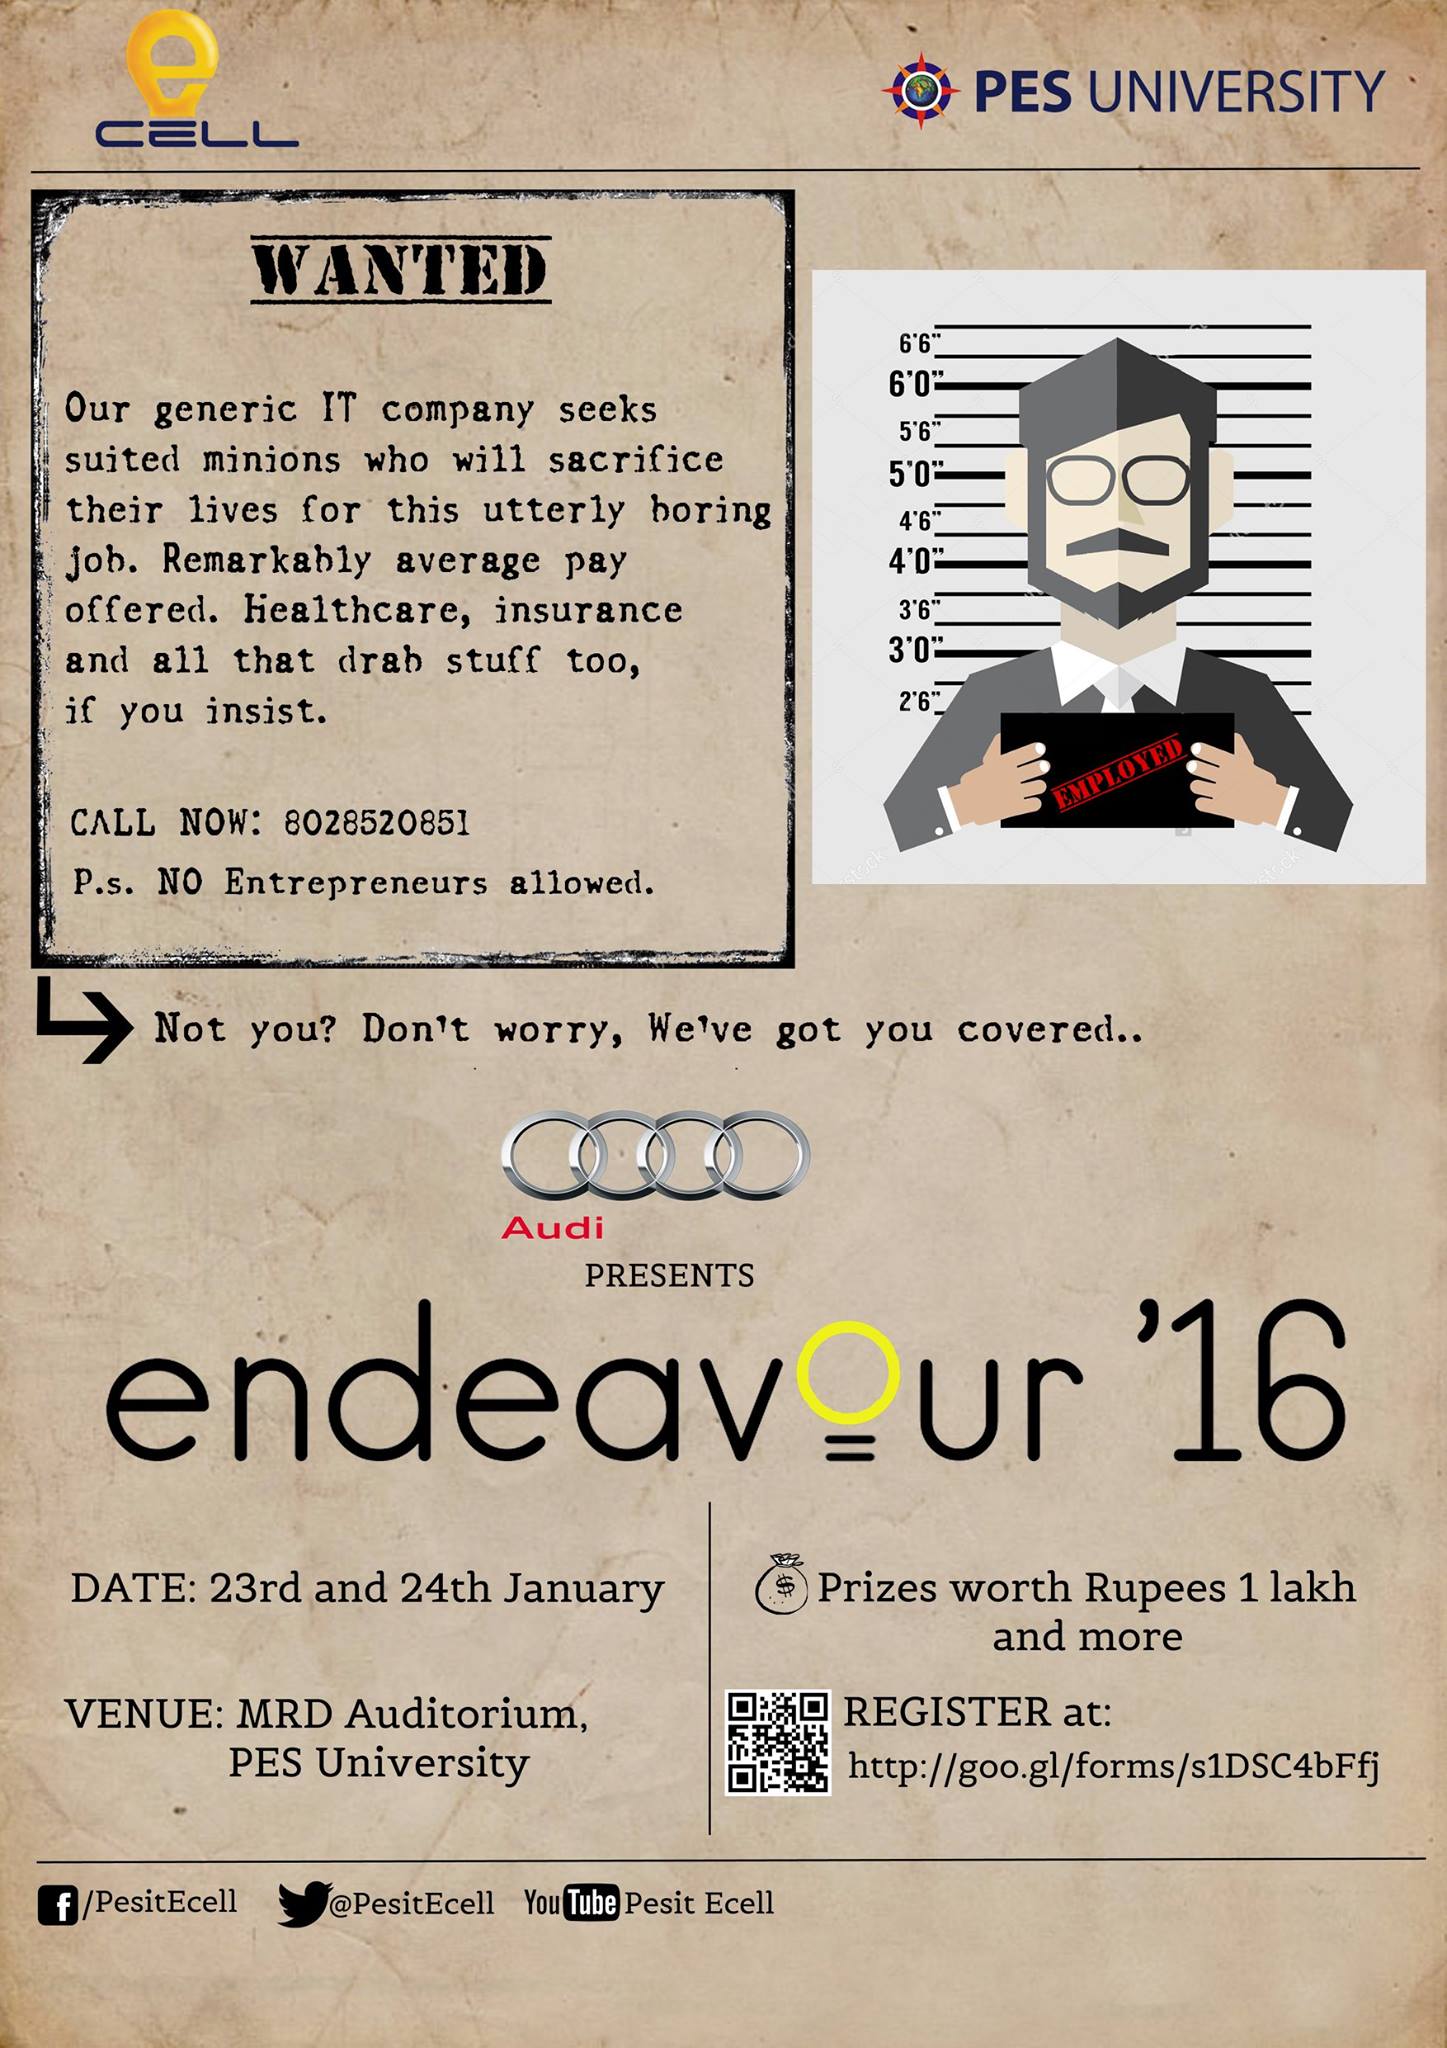 e
CELL
PES UNIVERSITY
WANTED
Our generic IT company seeks
suited minions who will sacrifice
their lives for this utterly boring
job. Remarkably average pay
offered. Healthcare, insurance
and all that drab stuff too,
if you insist.
CALL NOW: 8028520851
P.s. NO Entrepreneurs allowed.
6'6"
6'0"
5'6"
5'0"
4'6"
4'0"
3'6"
3'0"
2'6"
EMPLOYED
Not you? Don't worry, We've got you covered..
Audi
PRESENTS
endeavour '16
DATE: 23rd and 24th January
VENUE: MRD Auditorium,
PES University
$ Prizes worth Rupees 1 lakh
and more
REGISTER at:
http://goo.gl/forms/s1DSC4bFfj
f /PesitEcell @PesitEcell YouTube Pesit Ecell